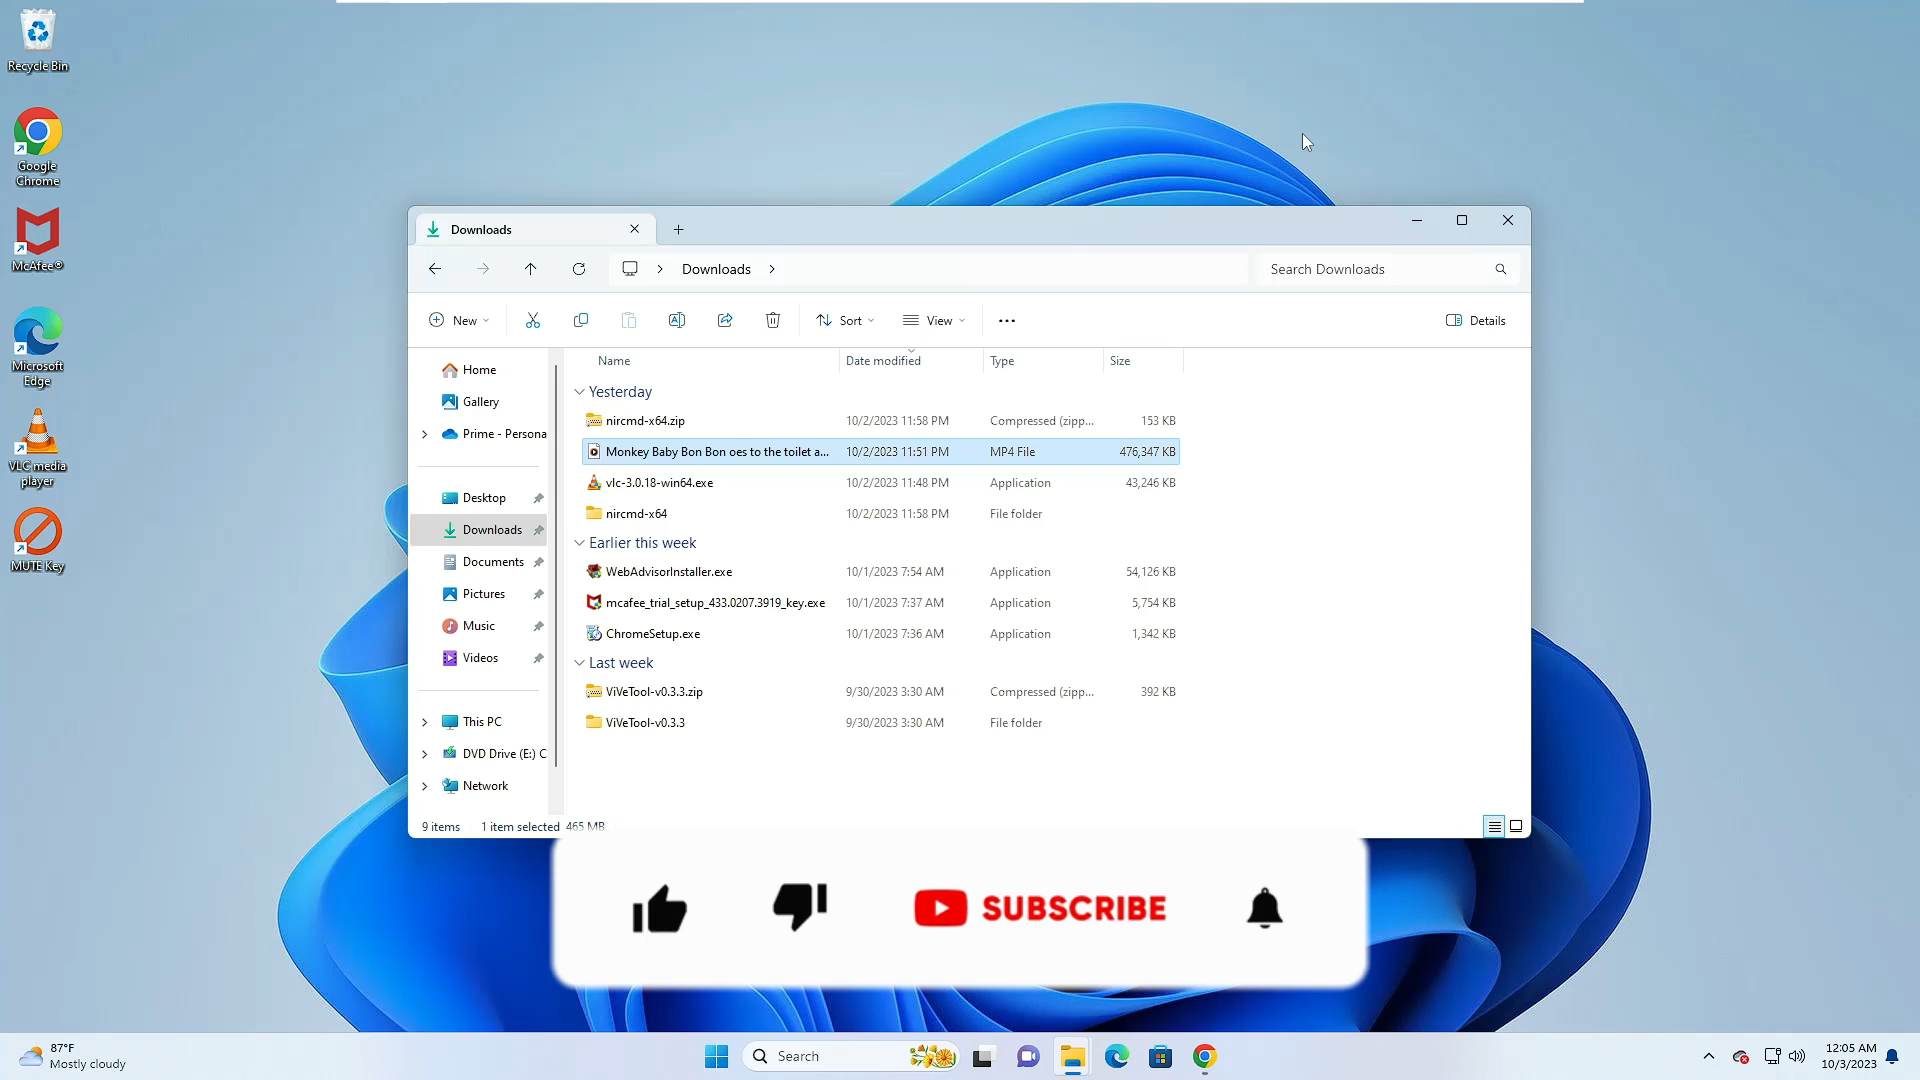 Recycle Bin
Google
Chrome
McAfee®
Microsoft
Edge
VLC media
player
MUTE Key
Downloads
Downloads
Search Downloads
New
Sort
View
Details
Home
Gallery
Prime - Persona
Desktop
Downloads
Documents
Pictures
Music
Videos
This PC
DVD Drive (E:) C
Network
Name Date modified Type Size
Yesterday
nircmd-x64.zip 10/2/2023 11:58 PM Compressed (zipp... 153 KB
Monkey Baby Bon Bon oes to the toilet a... 10/2/2023 11:51 PM MP4 File 476,347 KB
vlc-3.0.18-win64.exe 10/2/2023 11:48 PM Application 43,246 KB
nircmd-x64 10/2/2023 11:58 PM File folder
Earlier this week
WebAdvisorInstaller.exe 10/1/2023 7:54 AM Application 54,126 KB
mcafee_trial_setup_433.0207.3919_key.exe 10/1/2023 7:37 AM Application 5,754 KB
ChromeSetup.exe 10/1/2023 7:36 AM Application 1,342 KB
Last week
ViVeTool-v0.3.3.zip 9/30/2023 3:30 AM Compressed (zipp... 392 KB
ViVeTool-v0.3.3 9/30/2023 3:30 AM File folder
9 items 1 item selected 465 MB
SUBSCRIBE
87°F
Mostly cloudy
Search
12:05 AM
10/3/2023